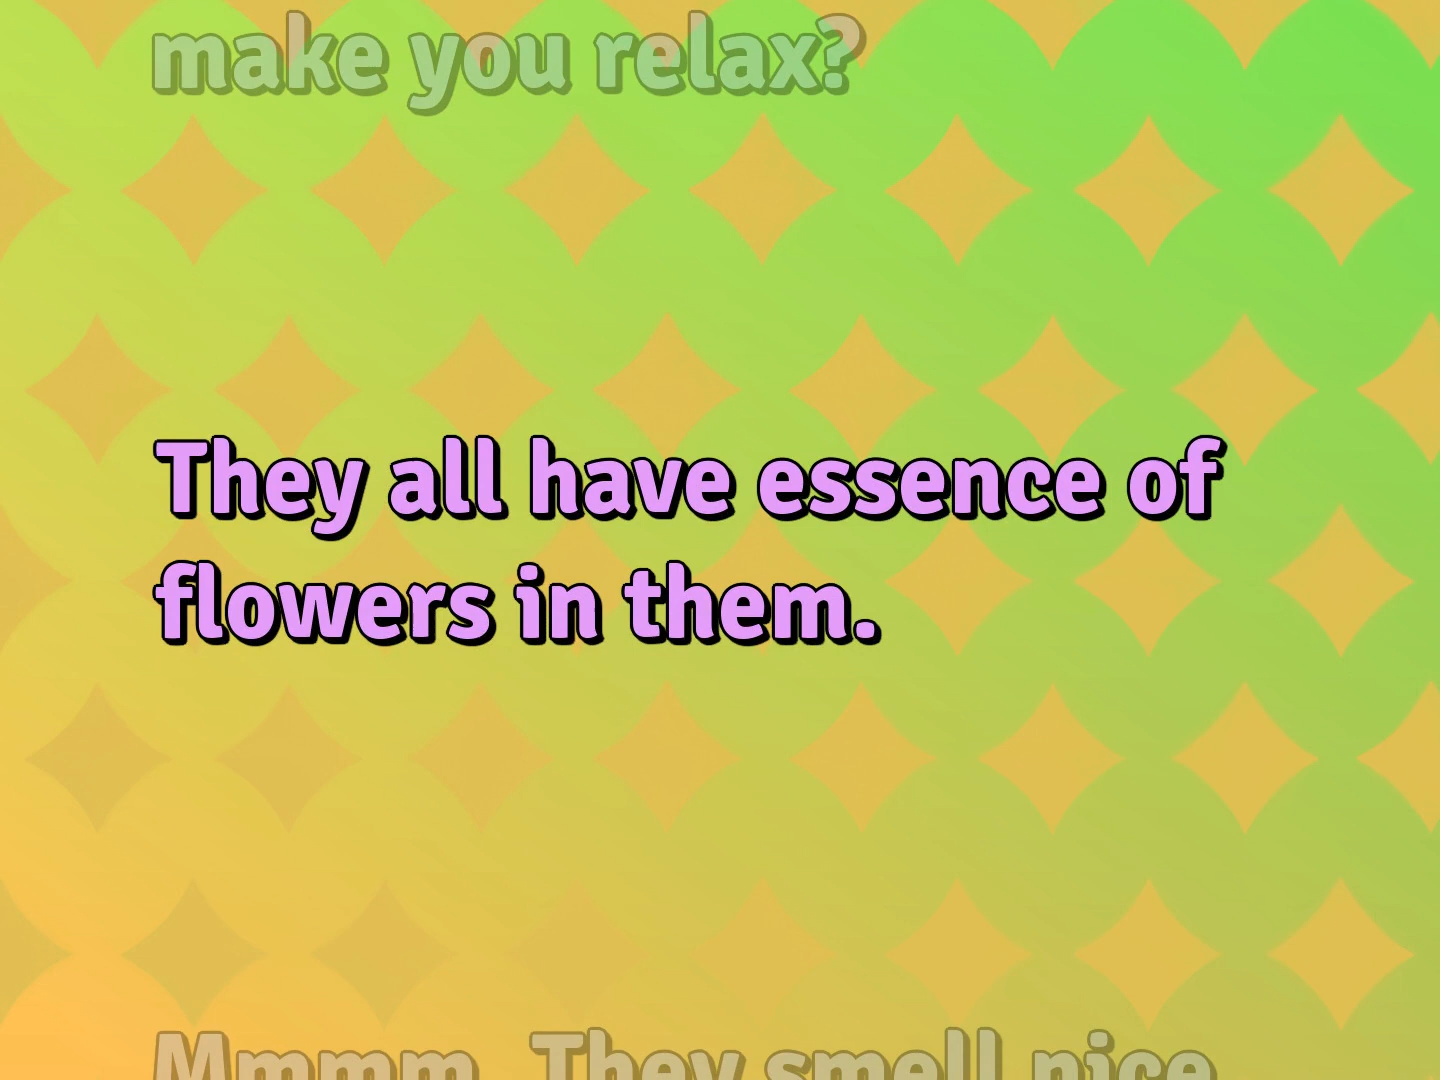 make you relax?
They all have essence of
flowers in them.
Mmmm. They smell nice